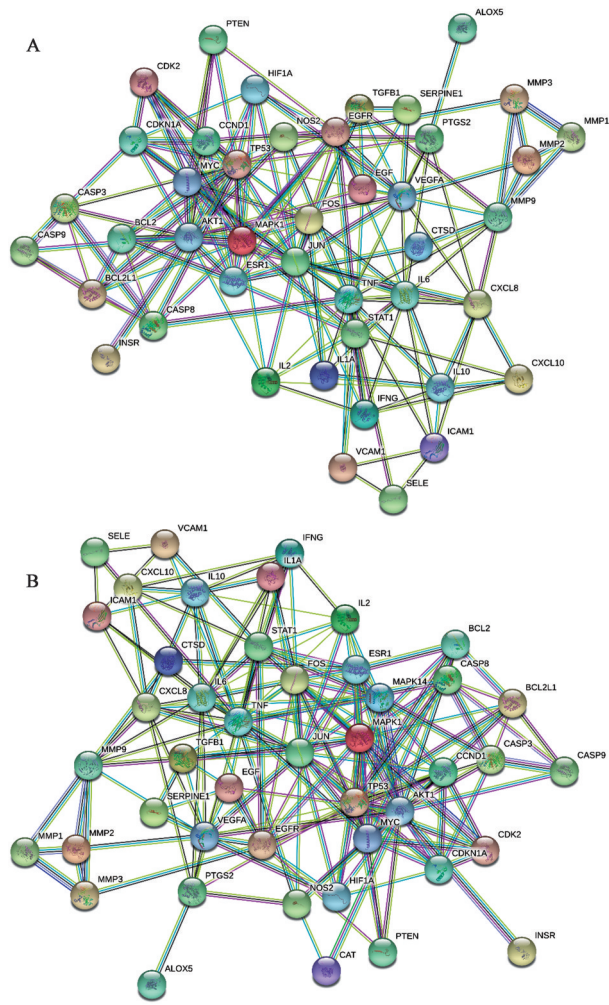 ALOX5
PTEN
A
CDK2
HIF1A
TGFB1
SERPINE1
MMP3
NOS2
EGFR
PTGS2
MMP1
CDKN1A
CCND1
TP53
MMP2
MYC
EGF
VEGFA
CASP3
FOS
MMP9
BCL2
AKT1
MAPK1
CTSD
CASP9
JUN
ESR1
BCL2L1
TNF
IL6
CXCL8
CASP8
STAT1
INSR
IL2
IL1A
IL10
CXCL10
IFNG
ICAM1
VCAM1
SELE
VCAM1
SELE
IFNG
B
CXCL10
IL10
IL1A
ICAM1
IL2
STAT1
BCL2
CTSD
ESR1
CASP8
FOS
CXCL8
IL6
MAPK14
BCL2L1
TNF
MAPK1
MMP9
TGFB1
JUN
CCND1
CASP3
CASP9
EGF
SERPINE1
TP53
AKT1
MMP1
MMP2
VEGFA
EGFR
MYC
CDK2
CDKN1A
MMP3
PTGS2
NOS2
HIF1A
ALOX5
CAT
PTEN
INSR